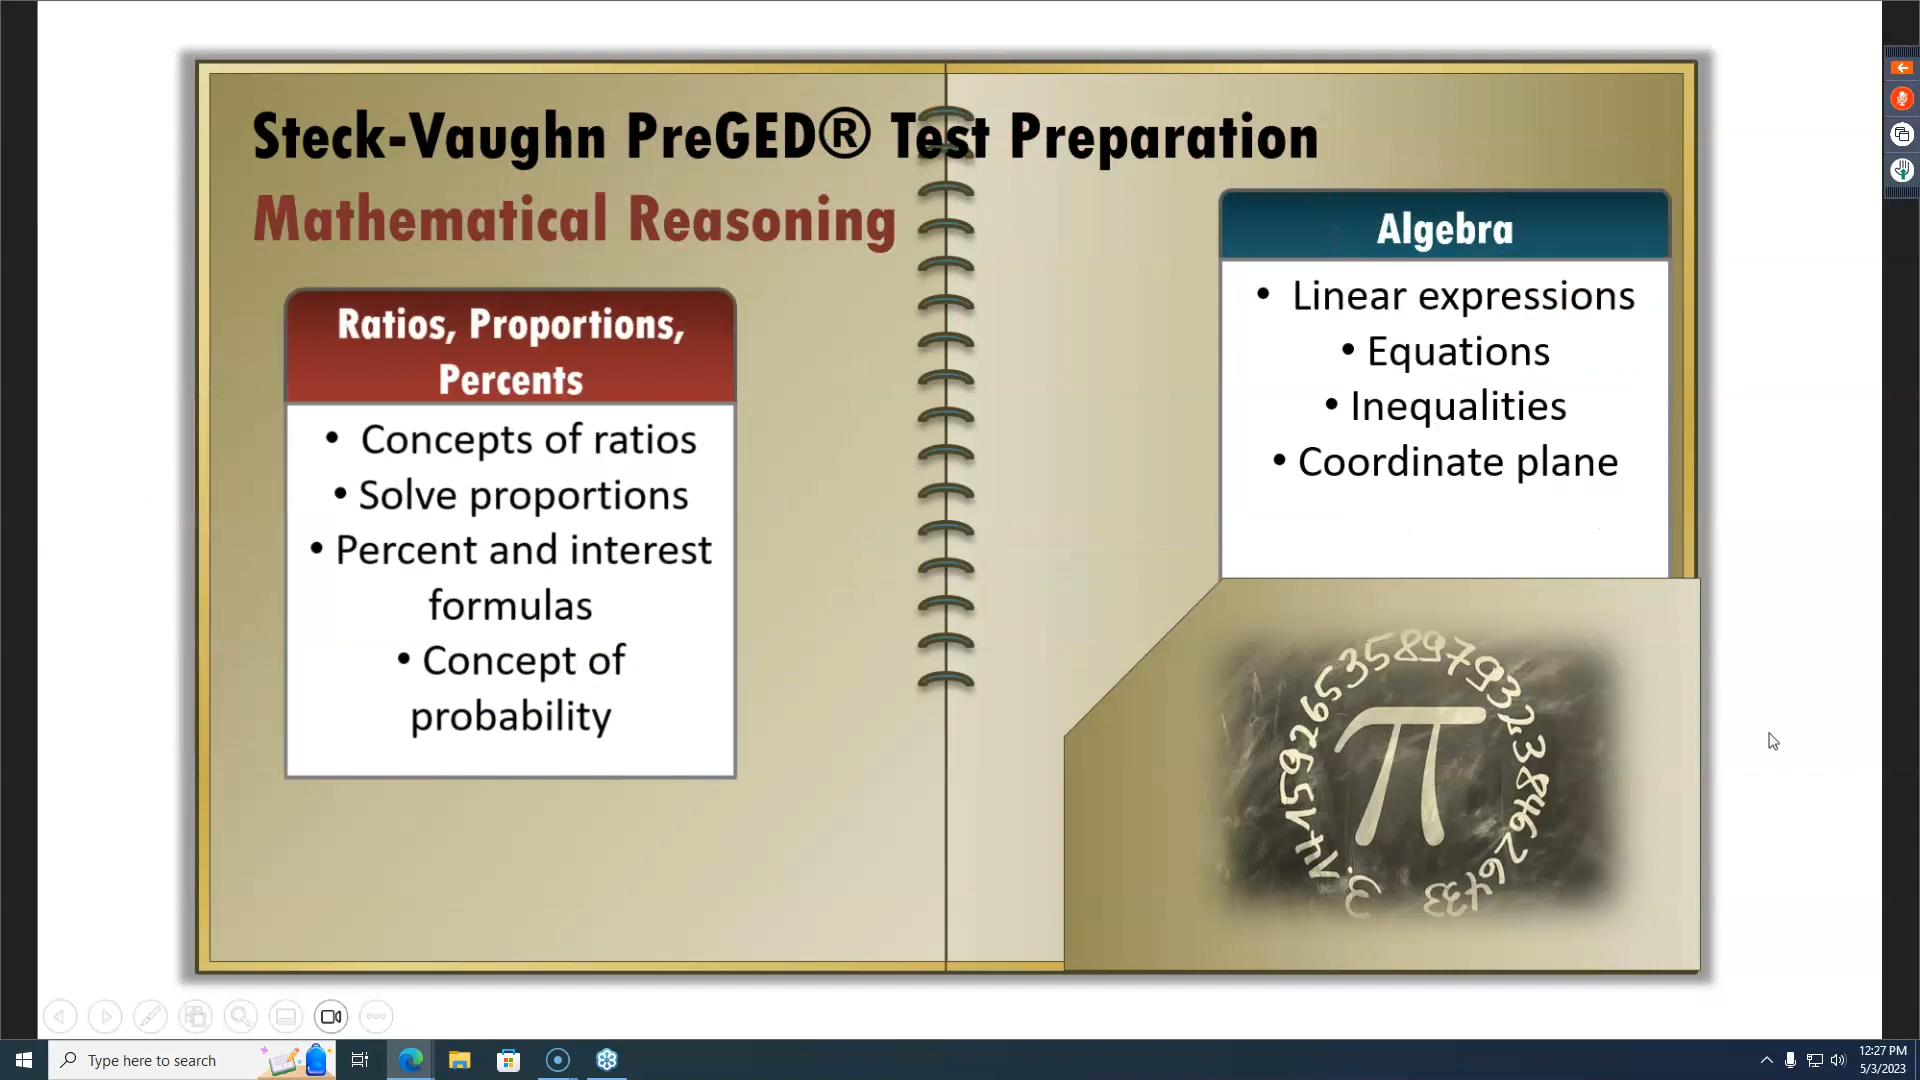 Steck-Vaughn PreGED® Test Preparation
Mathematical Reasoning
Ratios, Proportions,
Percents
• Concepts of ratios
• Solve proportions
• Percent and interest
formulas
• Concept of
probability
Algebra
• Linear expressions
• Equations
• Inequalities
• Coordinate plane
3.1415926535897932384626433
π
Type here to search
12:27 PM
5/3/2023